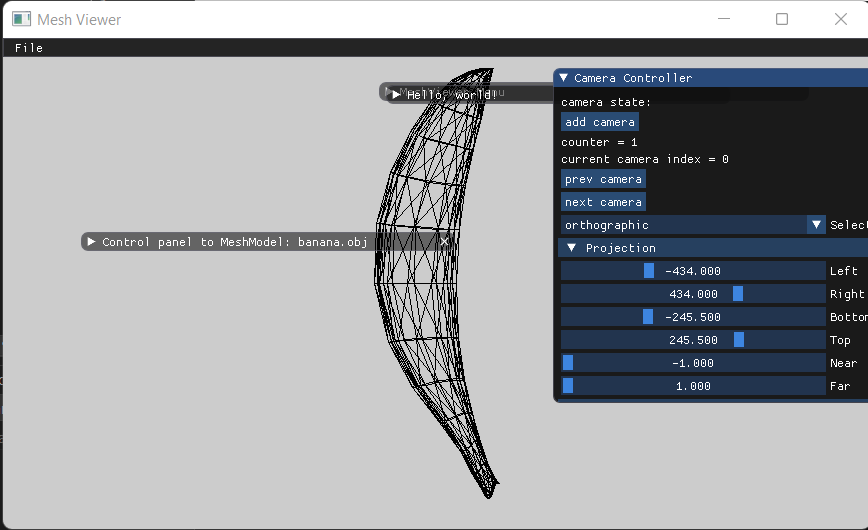 Mesh Viewer
File
Hello, world!
Camera Controller
camera state:
add camera
counter = 1
current camera index = 0
prev camera
next camera
orthographic
Projection
-434.000 Left
434.000 Right
-245.500
245.500 Top
-1.000 Near
1.000 Far
Control panel to MeshModel: banana.obj